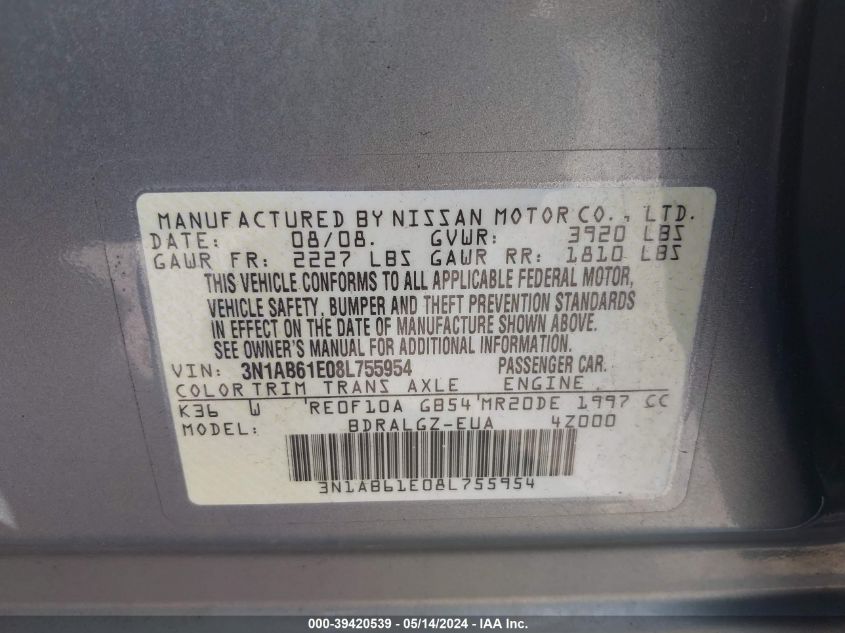 MANUFACTURED BY NISSAN MOTOR CO., LTD.
DATE: 08/08. GVWR: 3920 LBS
GAWR FR: 2227 LBS GAWR RR: 1810 LBS
THIS VEHICLE CONFORMS TO ALL APPLICABLE FEDERAL MOTOR,
VEHICLE SAFETY, BUMPER AND THEFT PREVENTION STANDARDS
IN EFFECT ON THE DATE OF MANUFACTURE SHOWN ABOVE.
SEE OWNER'S MANUAL FOR ADDITIONAL INFORMATION.
VIN: 3N1AB61E08L755954 PASSENGER CAR.
COLOR TRIM TRANS AXLE ENGINE
K36 W 'RE0F10A GB54'MR20DE 1997 CC
MODEL: BDRALGZ-EUA 4Z000
3N1AB61E08L755954
000-39420539 - 05/14/2024 - IAA Inc.